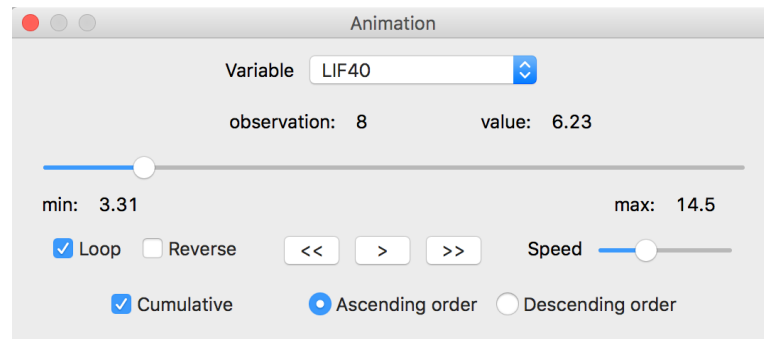 Animation
Variable LIF40
observation: 8 value: 6.23
min: 3.31 max: 14.5
Loop Reverse << > >> Speed
Cumulative Ascending order Descending order